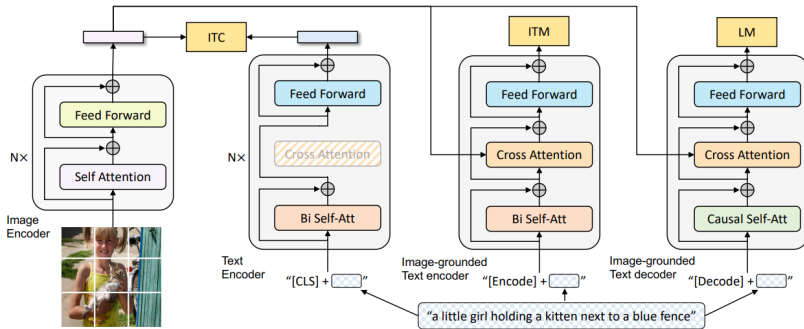 ITC
ITM
LM
N×
Feed Forward
Self Attention
Image
Encoder
N×
Feed Forward
Cross Attention
Bi Self-Att
Text
Encoder
"[CLS] + "
Feed Forward
Cross Attention
Bi Self-Att
Image-grounded
Text encoder
"[Encode] + "
Feed Forward
Cross Attention
Causal Self-Att
Image-grounded
Text decoder
"[Decode] + "
"a little girl holding a kitten next to a blue fence"